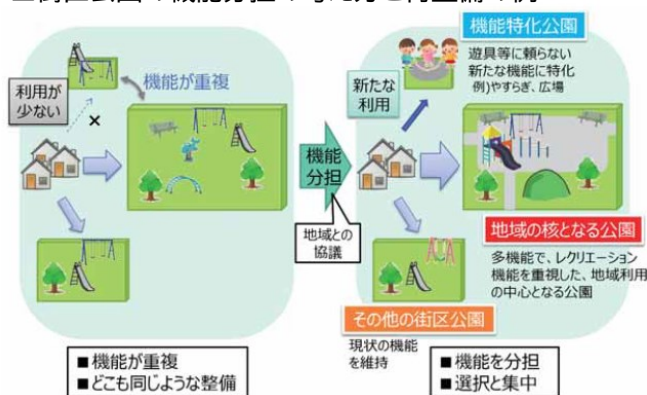 利用が
少ない
×
機能が重複
機能
分担
地域との
協議
新たな
利用
機能特化公園
遊具等に頼らない
新たな機能に特化
例)やすらぎ、広場
地域の核となる公園
多機能で、レクリエーション
機能を重視した、地域利用
の中心となる公園
その他の街区公園
現状の機能
を維持
■機能が重複
■どこも同じような整備
■機能を分担
■選択と集中